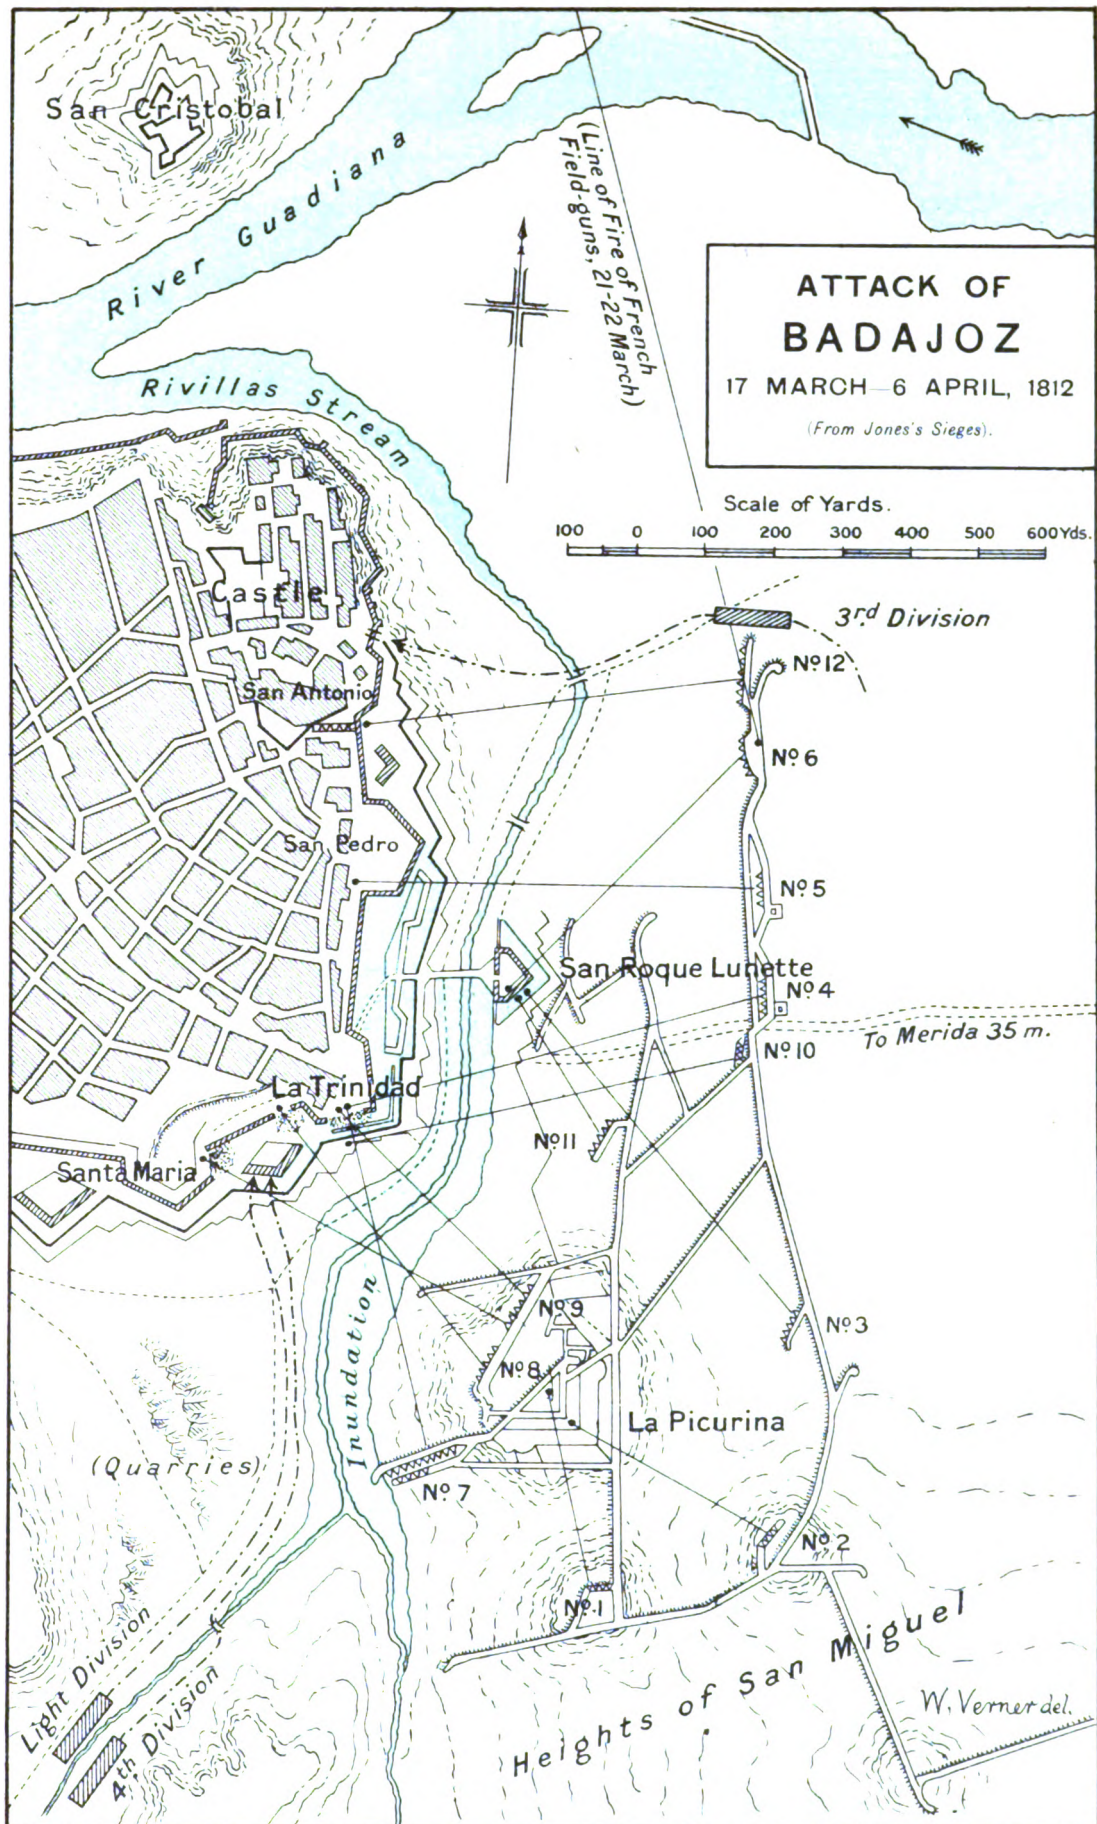 San Cristobal
River Guadiana
(Line of Fire of French
Field-guns, 21-22 March)
ATTACK OF
BADAJOZ
17 MARCH—6 APRIL, 1812
(From Jones's Sieges).
Rivillas Stream
Scale of Yards.
100 0 100 200 300 400 500 600 Yds.
Castle
3rd Division
No 12
San Antonio
No 6
San Pedro
No 5
San Roque Lunette
No 4
To Merida 35 m.
No 10
La Trinidad
No 11
Santa Maria
Inundation
No 9
No 3
No 8
La Picurina
(Quarries)
No 7
No 2
No 1
Heights of San Miguel
Light Division
4th Division
W. Verner del.